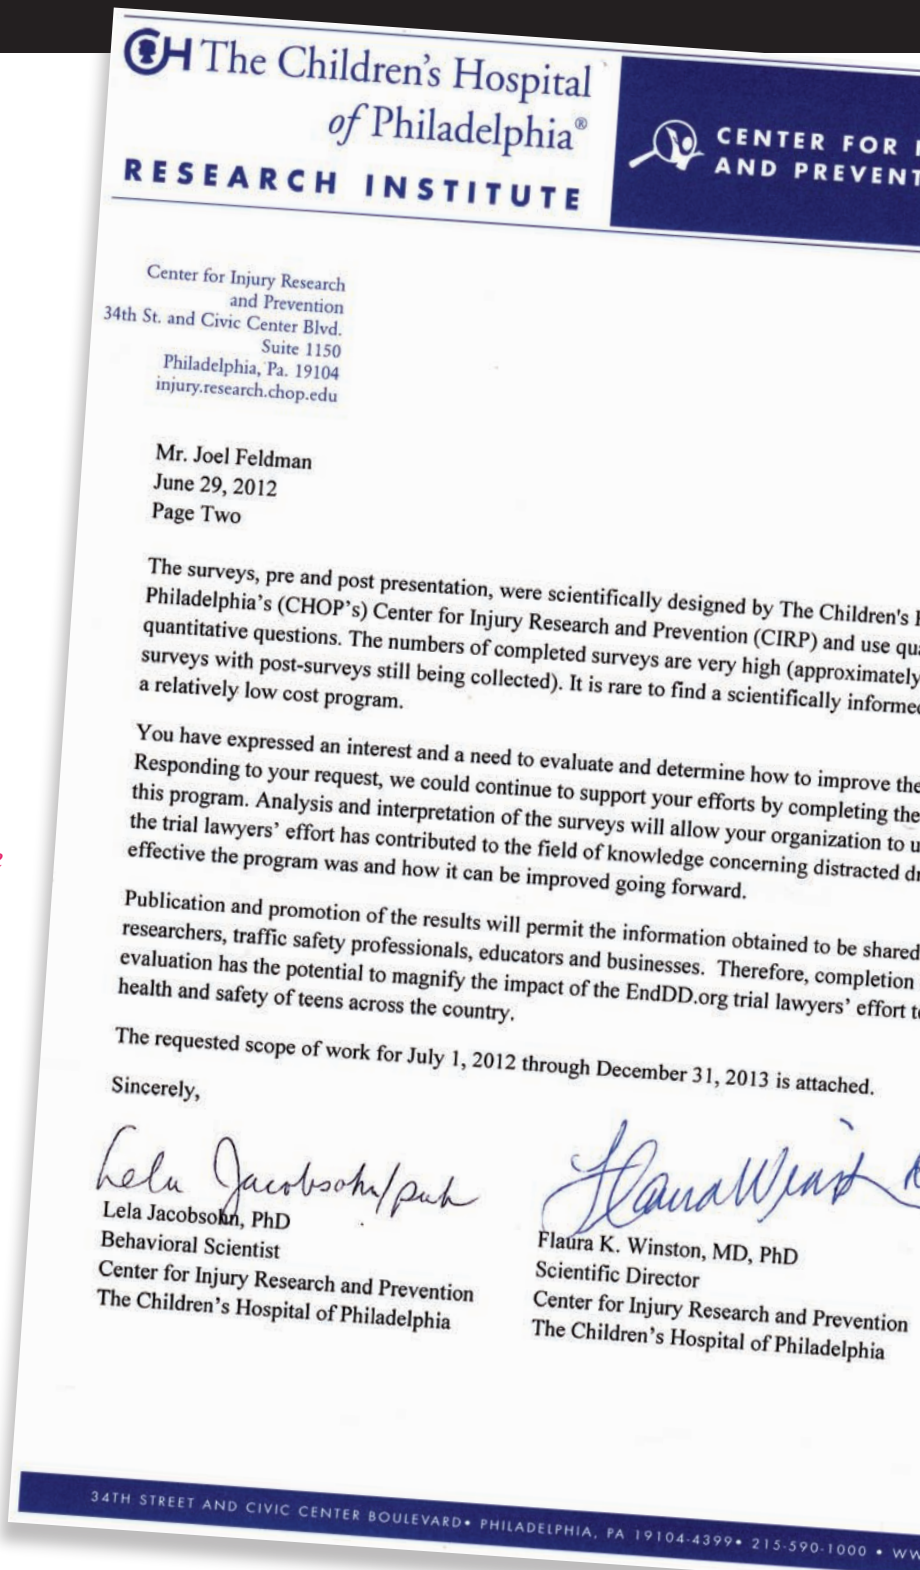 CH The Children's Hospital
of Philadelphia®
RESEARCH INSTITUTE
CENTER FOR
AND PREVENT
Center for Injury Research
and Prevention
34th St. and Civic Center Blvd.
Suite 1150
Philadelphia, Pa. 19104
injury.research.chop.edu
Mr. Joel Feldman
June 29, 2012
Page Two
The surveys, pre and post presentation, were scientifically designed by The Children's
Philadelphia's (CHOP's) Center for Injury Research and Prevention (CIRP) and use qua
quantitative questions. The numbers of completed surveys are very high (approximately
surveys with post-surveys still being collected). It is rare to find a scientifically informed
a relatively low cost program.
You have expressed an interest and a need to evaluate and determine how to improve the
Responding to your request, we could continue to support your efforts by completing the
this program. Analysis and interpretation of the surveys will allow your organization to u
the trial lawyers' effort has contributed to the field of knowledge concerning distracted dr
effective the program was and how it can be improved going forward.
Publication and promotion of the results will permit the information obtained to be shared
researchers, traffic safety professionals, educators and businesses. Therefore, completion
evaluation has the potential to magnify the impact of the EndDD.org trial lawyers' effort to
health and safety of teens across the country.
The requested scope of work for July 1, 2012 through December 31, 2013 is attached.
Sincerely,
Lela Jacobsohn/puh
Lela Jacobsohn, PhD
Behavioral Scientist
Center for Injury Research and Prevention
The Children's Hospital of Philadelphia
Flaura K. Winston, MD, PhD
Scientific Director
Center for Injury Research and Prevention
The Children's Hospital of Philadelphia
34TH STREET AND CIVIC CENTER BOULEVARD• PHILADELPHIA, PA 19104-4399• 215-590-1000 • WW